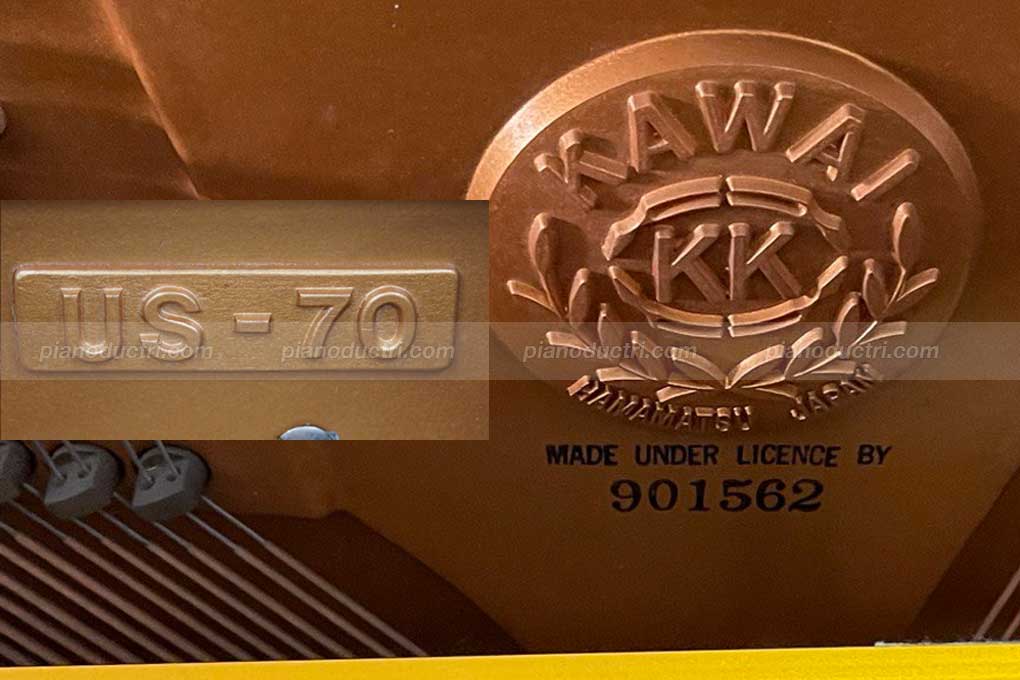 KAWAI
KK
HAMAMATSU JAPAN
MADE UNDER LICENCE BY
901562
US-70
pianoductri.com pianoductri.com pianoductri.com pianoductri.com